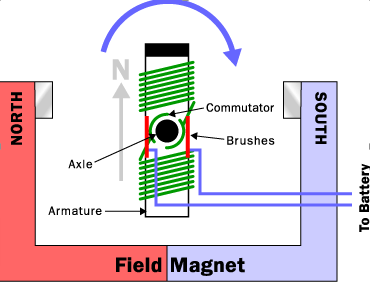 N
NORTH
SOUTH
Commutator
Brushes
Axle
Armature
To Battery
Field Magnet